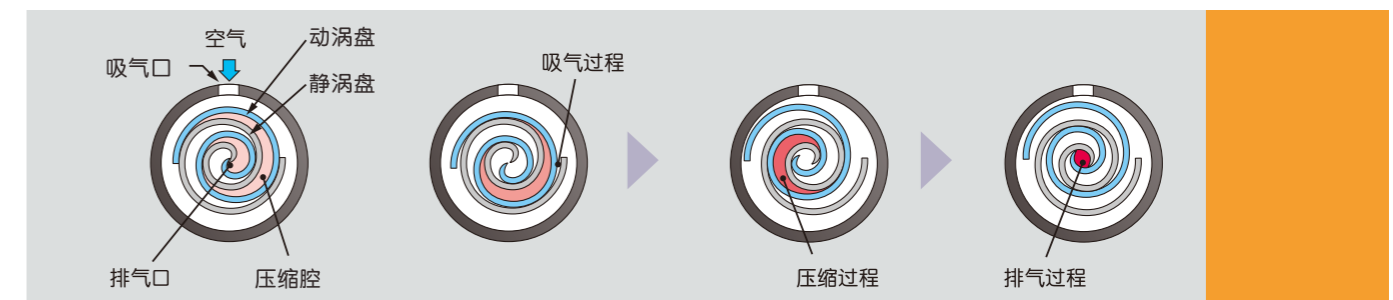 空气
动涡盘
吸气口
静涡盘
排气口
压缩腔
吸气过程
压缩过程
排气过程